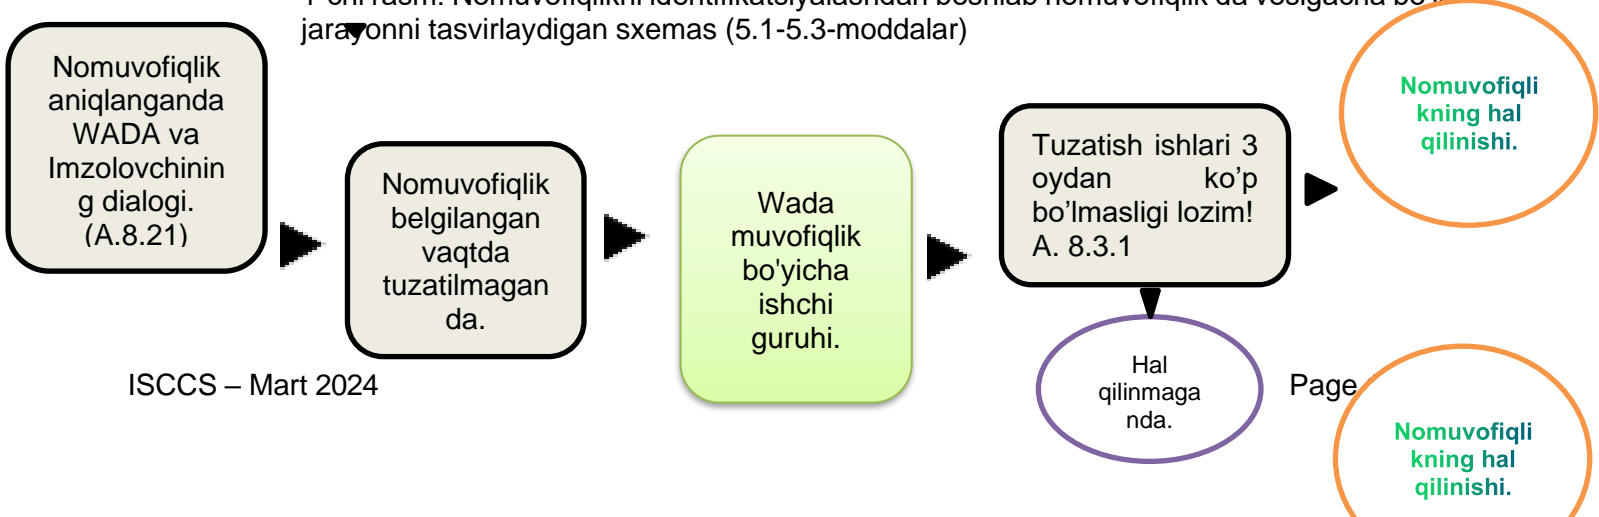 jarayonni tasvirlaydigan sxemas (5.1-5.3-moddalar)
Nomuvofiqlik
aniqlanganda
WADA va
Imzolovchinin
g dialogi.
(A.8.21)
Nomuvofiqlik
belgilangan
vaqtda
tuzatilmagan
da.
Wada
muvofiqlik
bo'yicha
ishchi
guruhi.
Tuzatish ishlari 3
oydan ko’p
bo’lmasligi lozim!
A. 8.3.1
Nomuvofiqli
kning hal
qilinishi.
Hal
qilinmaga
nda.
Nomuvofiqli
kning hal
qilinishi.
ISCCS – Mart 2024
Page